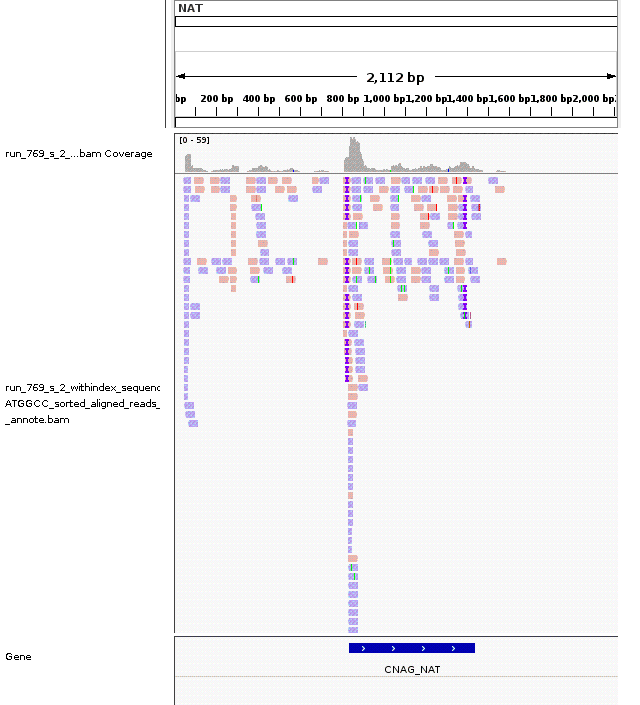 NAT
2,112 bp
bp 200 bp 400 bp 600 bp 800 bp 1,000 bp 1,200 bp 1,400 bp 1,600 bp 1,800 bp 2,000 bp
[0 - 59]
run_769_s_2_...bam Coverage
run_769_s_2_withindex_sequenc
ATGGCC_sorted_aligned_reads_
_annote.bam
Gene
CNAG_NAT